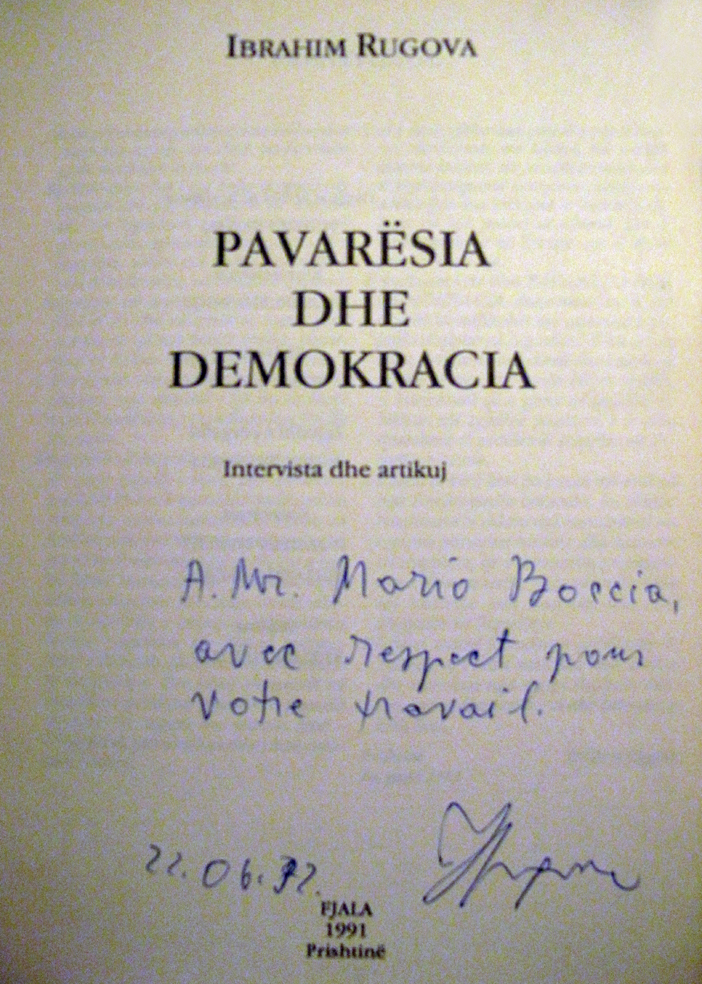 IBRAHIM RUGOVA
PAVARËSIA
DHE
DEMOKRACIA
Intervista dhe artikuj
A. Mr. Mario Boccia,
avec respect pour
votre travail.
22.06.92.
FJALA
1991
Prishtinë